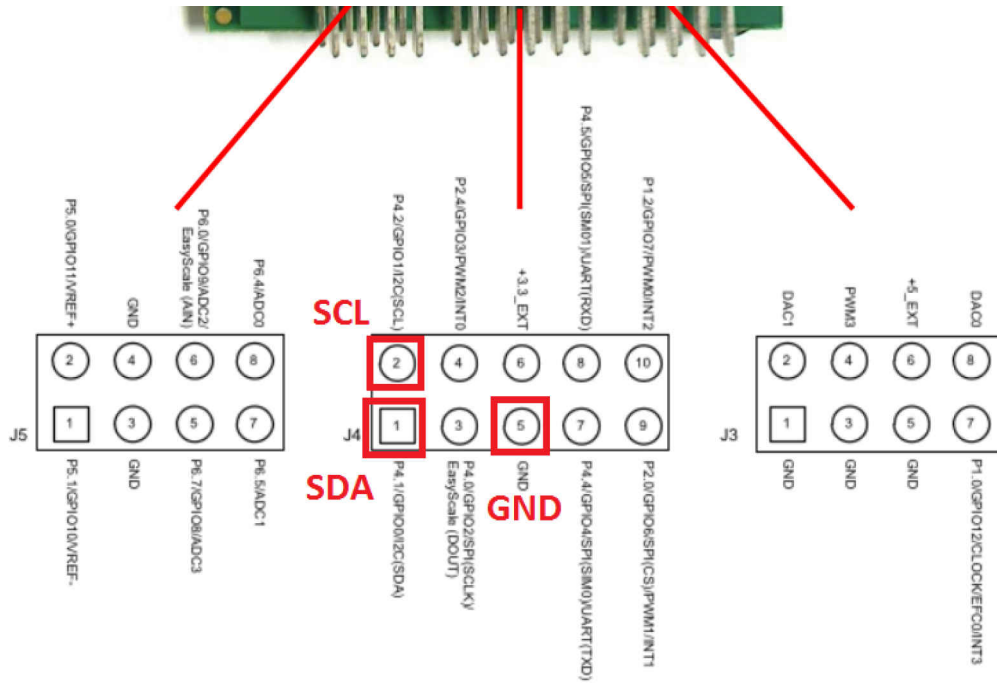 P5.0/GPIO11/VREF+
GND
P6.0/GPIO9/ADC2/
EasyScale (AIN)
P6.4/ADC0
2
4
6
8
J5
1
3
5
7
P5.1/GPIO10/VREF-
GND
P6.7/GPIO8/ADC3
P6.5/ADC1
P4.2/GPIO1/I2C(SCL)
P2.4/GPIO3/PWM2/INT0
+3.3_EXT
P4.5/GPIO5/SPI(SM01)/UART(RXD)
P1.2/GPIO7/PWM0/INT2
SCL
2
4
6
8
10
J4
1
3
5
7
9
SDA
GND
P4.1/GPIO0/I2C(SDA)
P4.0/GPIO2/SPI(SCLK)/
EasyScale (DOUT)
GND
P4.4/GPIO4/SPI(SIM0)/UART(TXD)
P2.0/GPIO6/SPI(CS)/PWM1/INT1
DAC1
PWM3
+5_EXT
DAC0
2
4
6
8
J3
1
3
5
7
GND
GND
GND
P1.0/GPIO12/CLOCK/EFC0/INT3